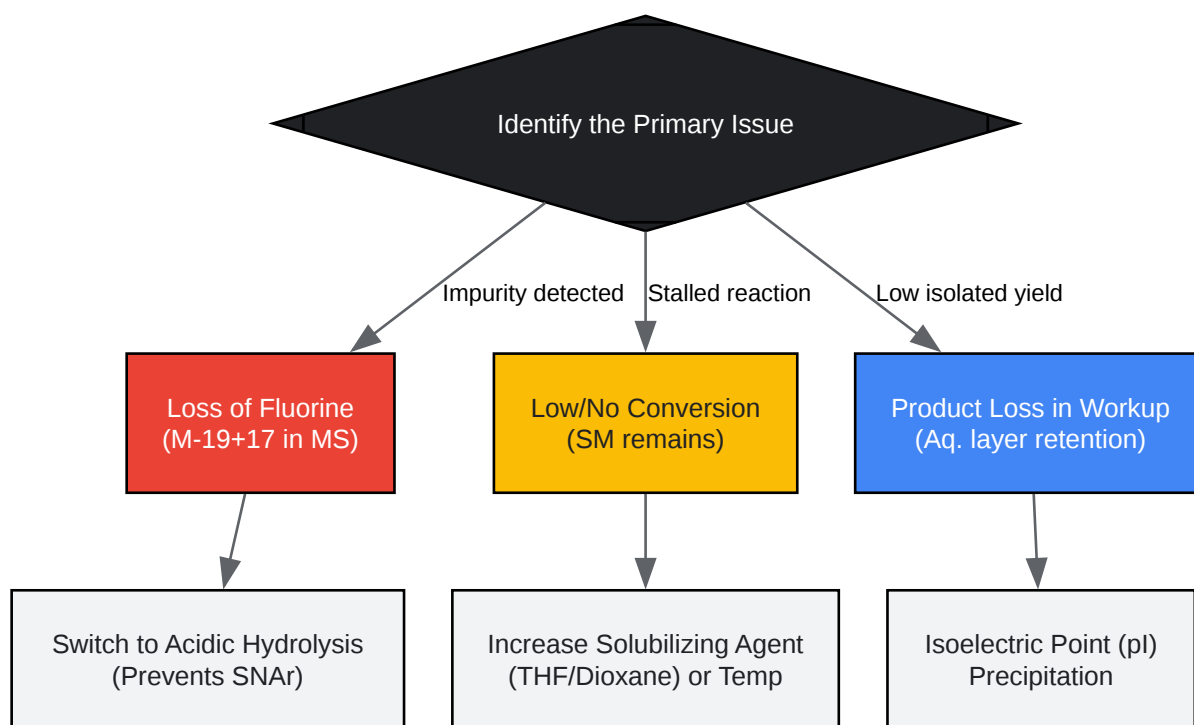 Identify the Primary Issue
Impurity detected
Stalled reaction
Low isolated yield
Loss of Fluorine
(M-19+17 in MS)
Low/No Conversion
(SM remains)
Product Loss in Workup
(Aq. layer retention)
Switch to Acidic Hydrolysis
(Prevents SNAr)
Increase Solubilizing Agent
(THF/Dioxane) or Temp
Isoelectric Point (pI)
Precipitation